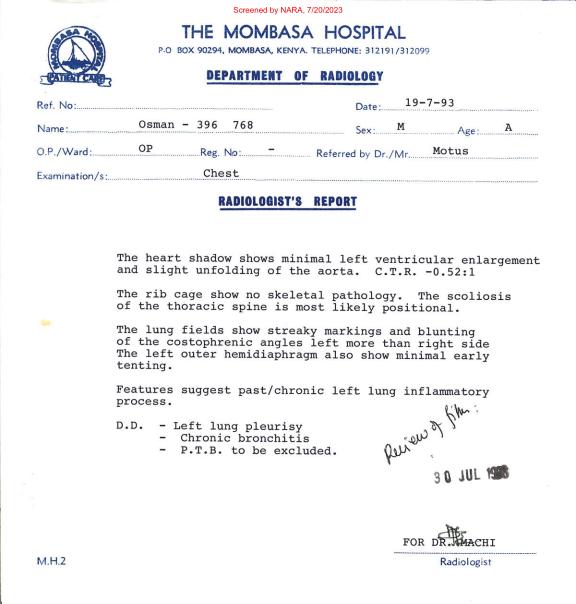 Screened by NARA, 7/20/2023
MOMBASA HOSPITAL
PATIENT CARE
THE MOMBASA HOSPITAL
P.O BOX 90294, MOMBASA, KENYA. TELEPHONE: 312191/312099
DEPARTMENT OF RADIOLOGY
Ref. No: Date: 19-7-93
Name: Osman - 396 768 Sex: M Age: A
O.P./Ward: OP Reg. No: - Referred by Dr./Mr. Motus
Examination/s: Chest
RADIOLOGIST'S REPORT
The heart shadow shows minimal left ventricular enlargement
and slight unfolding of the aorta. C.T.R. -0.52:1
The rib cage show no skeletal pathology. The scoliosis
of the thoracic spine is most likely positional.
The lung fields show streaky markings and blunting
of the costophrenic angles left more than right side
The left outer hemidiaphragm also show minimal early
tenting.
Features suggest past/chronic left lung inflammatory
process.
D.D. - Left lung pleurisy
- Chronic bronchitis
- P.T.B. to be excluded.
Review of film:
30 JUL
FOR DR. AMACHI
M.H.2 Radiologist